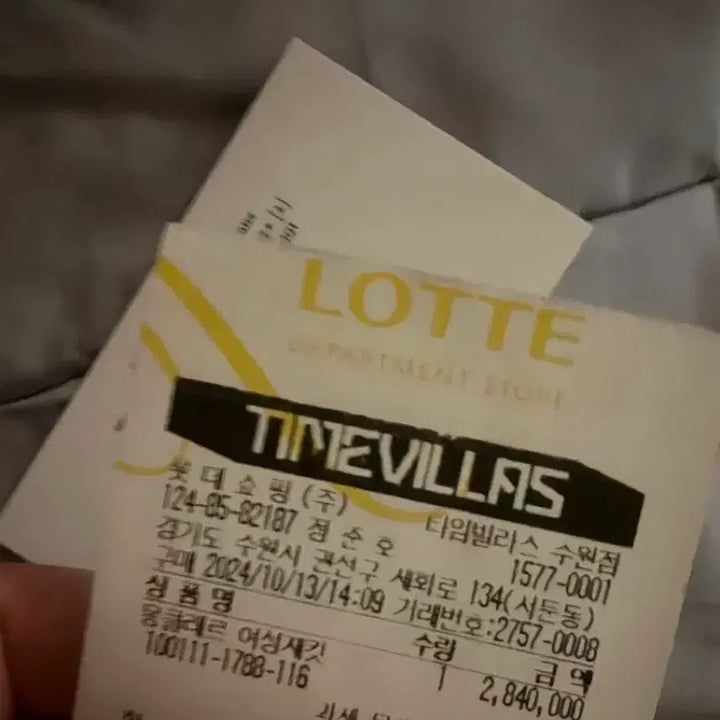 LOTTE
DEPARTMENT STORE
TIMEVILLAS
롯데쇼핑(주) 타임빌라스 수원점
124-85-82187 정준호 1577-0001
경기도 수원시 권선구 세화로 134(서둔동)
구매 2024/10/13/14:09 거래번호:2757-0008
상품명 수량 금액
몽클레르 여성재킷
100111-1788-116 1 2,840,000